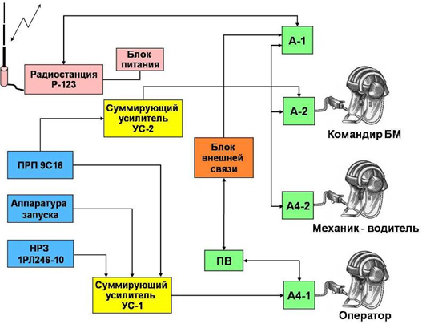 Блок
питания
А-1
Радиостанция
Р-123
Суммирующий
усилитель
УС-2
А-2
Командир БМ
ПРП 9С16
Блок
внешней
связи
Аппаратура
запуска
А4-2
Механик - водитель
НРЗ
1РЛ246-10
ПВ
Суммирующий
усилитель
УС-1
А4-1
Оператор